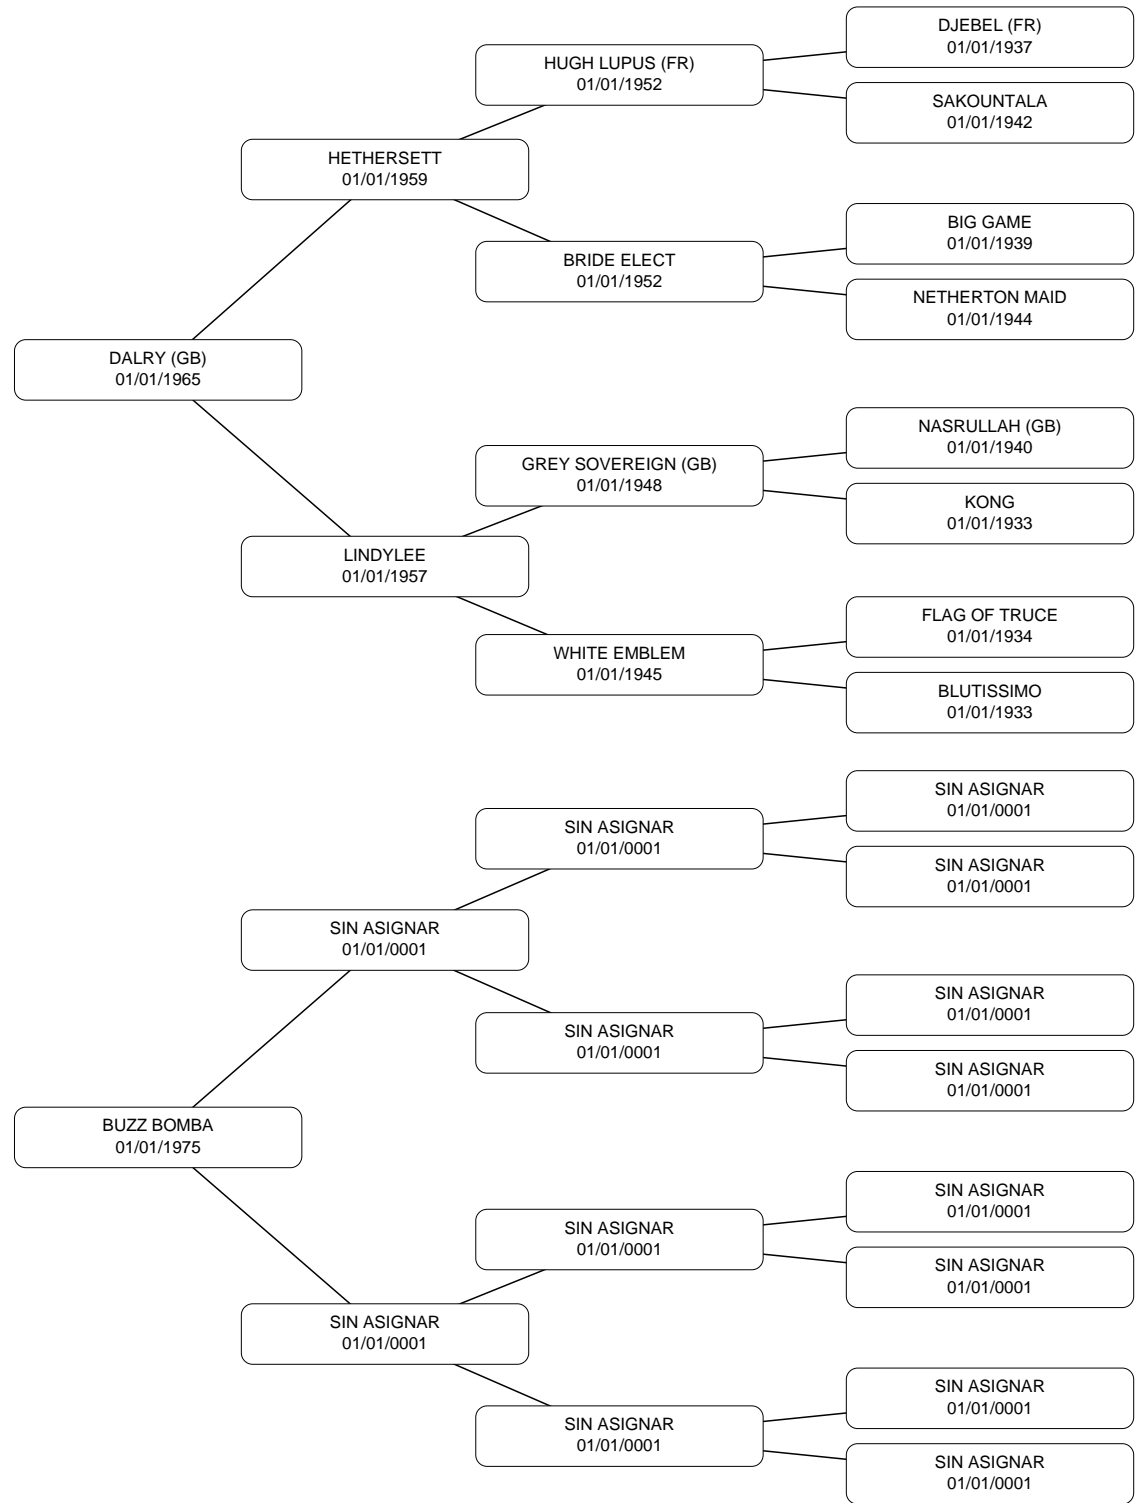 DJEBEL (FR)
01/01/1937
HUGH LUPUS (FR)
01/01/1952
SAKOUNTALA
01/01/1942
HETHERSETT
01/01/1959
BIG GAME
01/01/1939
BRIDE ELECT
01/01/1952
NETHERTON MAID
01/01/1944
DALRY (GB)
01/01/1965
NASRULLAH (GB)
01/01/1940
GREY SOVEREIGN (GB)
01/01/1948
KONG
01/01/1933
LINDYLEE
01/01/1957
FLAG OF TRUCE
01/01/1934
WHITE EMBLEM
01/01/1945
BLUTISSIMO
01/01/1933
SIN ASIGNAR
01/01/0001
SIN ASIGNAR
01/01/0001
SIN ASIGNAR
01/01/0001
SIN ASIGNAR
01/01/0001
SIN ASIGNAR
01/01/0001
SIN ASIGNAR
01/01/0001
SIN ASIGNAR
01/01/0001
BUZZ BOMBA
01/01/1975
SIN ASIGNAR
01/01/0001
SIN ASIGNAR
01/01/0001
SIN ASIGNAR
01/01/0001
SIN ASIGNAR
01/01/0001
SIN ASIGNAR
01/01/0001
SIN ASIGNAR
01/01/0001
SIN ASIGNAR
01/01/0001